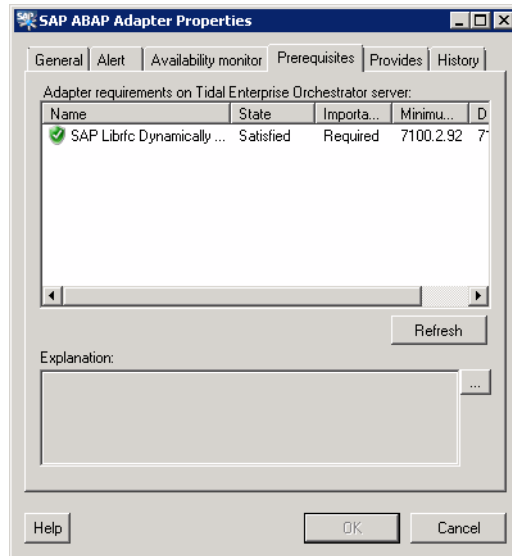 SAP ABAP Adapter Properties
General Alert Availability monitor Prerequisites Provides History
Adapter requirements on Tidal Enterprise Orchestrator server:
Name State Importa... Minimu... D
SAP Librfc Dynamically ... Satisfied Required 7100.2.92 71
Refresh
Explanation:
...
Help OK Cancel